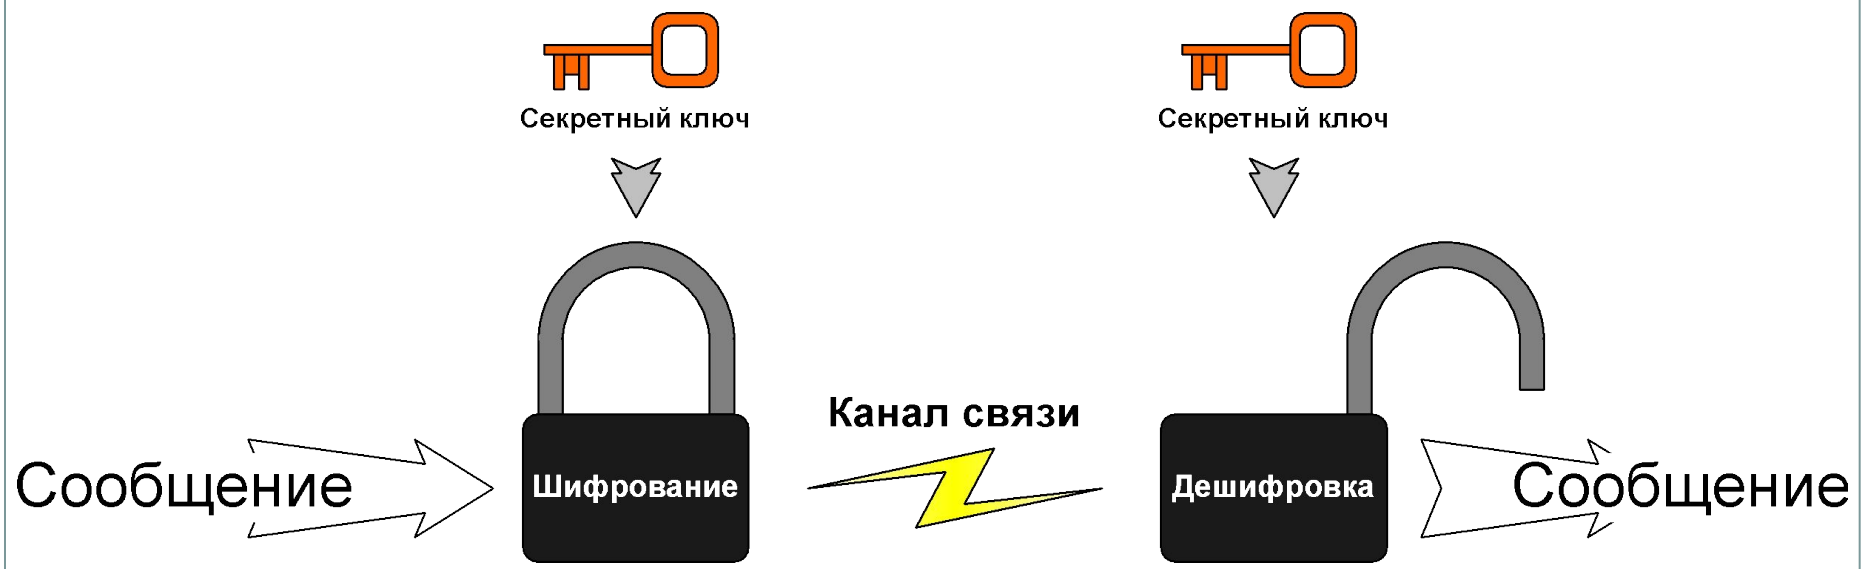 Секретный ключ
Секретный ключ
Канал связи
Сообщение
Шифрование
Дешифровка
Сообщение